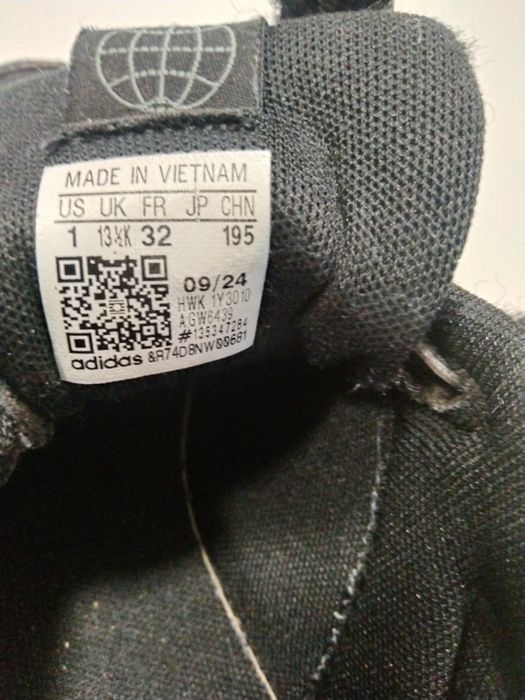 MADE IN VIETNAM
US UK FR JP CHN
1 13½K 32 195
09/24
HWK 1Y3010
AGW6439
#135347284
adidas &R74D8NW00681